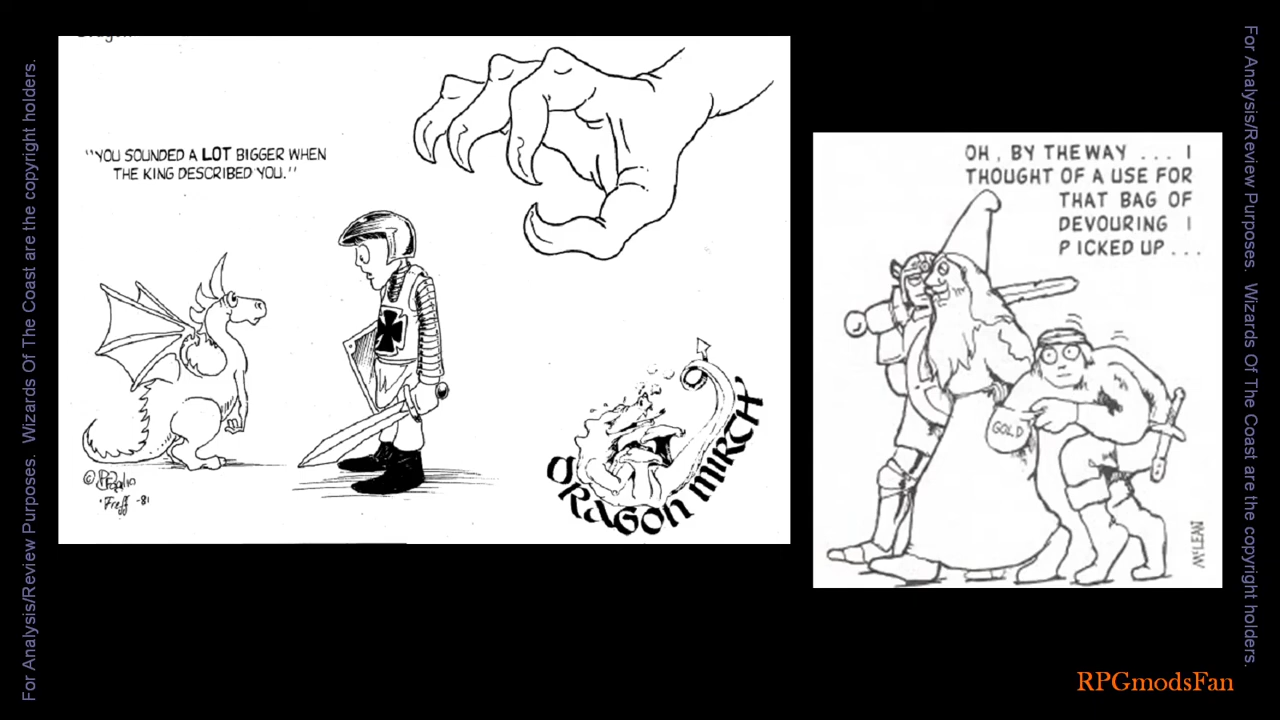 For Analysis/Review Purposes.  Wizards Of The Coast are the copyright holders.
"YOU SOUNDED A LOT BIGGER WHEN
THE KING DESCRIBED YOU."
-81
DRAGON MIRTH
OH, BY THE WAY ... I
THOUGHT OF A USE FOR
THAT BAG OF
DEVOURING I
PICKED UP ...
GOLD
McLEAN
For Analysis/Review Purposes.  Wizards Of The Coast are the copyright holders.
RPGmodsFan